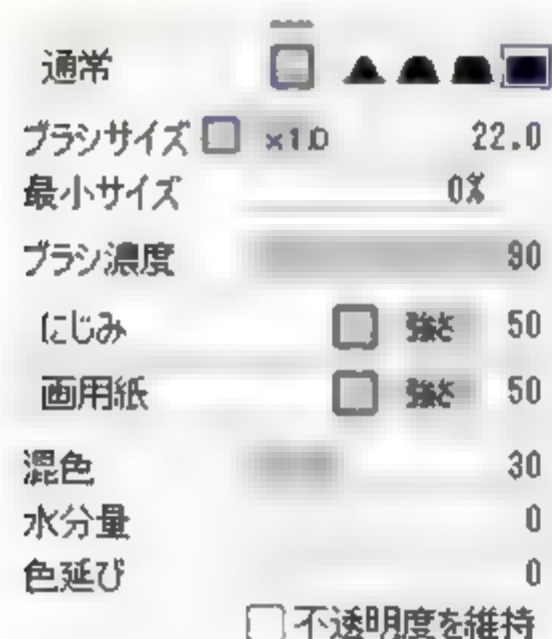 通常
ブラシサイズ ×1.0 22.0
最小サイズ 0%
ブラシ濃度 90
にじみ 強さ 50
画用紙 強さ 50
混色 30
水分量 0
色延び 0
不透明度を維持